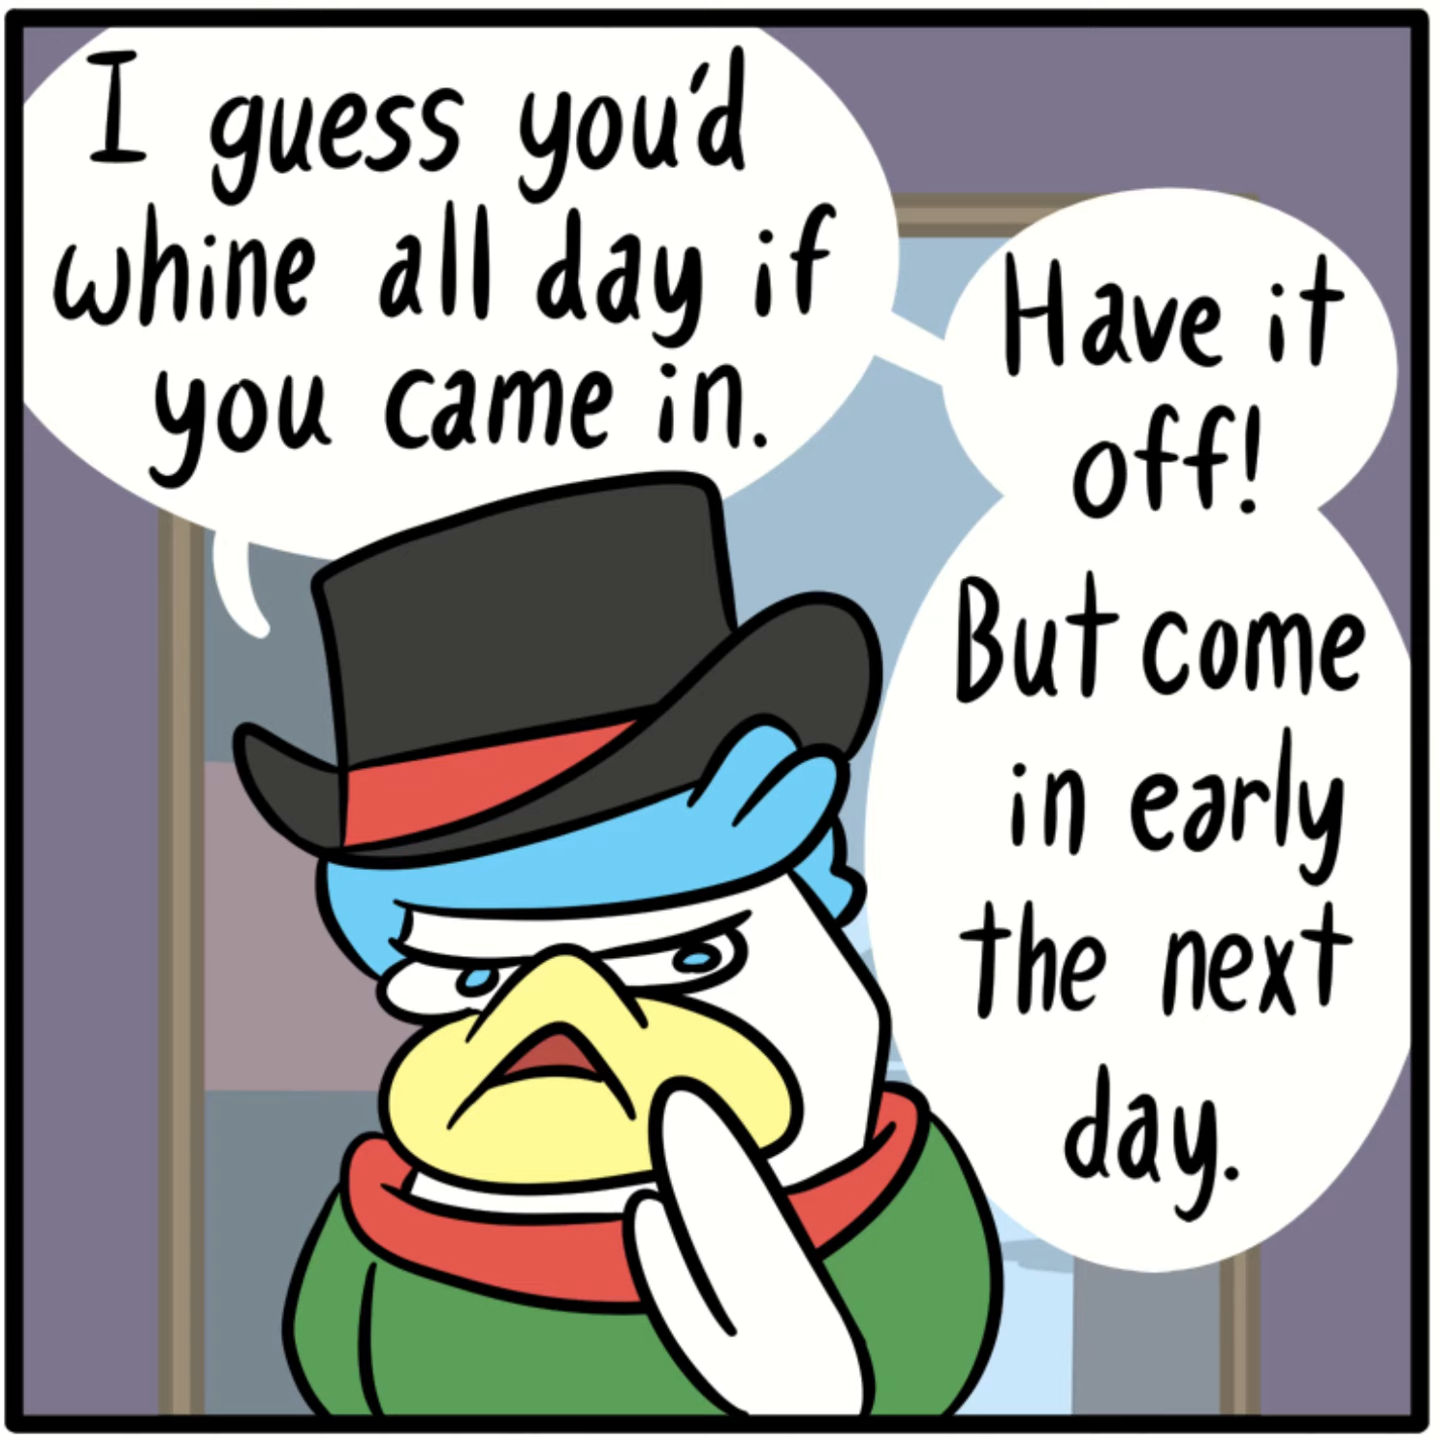 I guess you'd
whine all day if
you came in.
Have it
off!
But come
in early
the next
day.